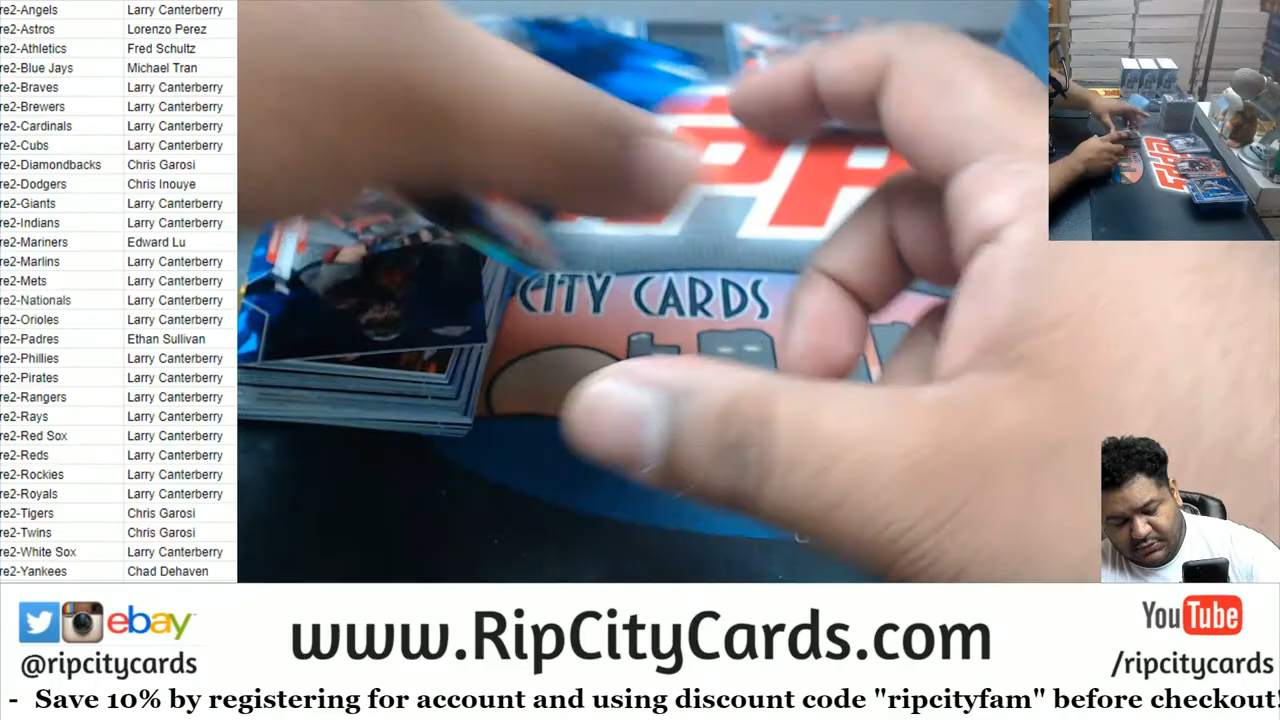 re2-Angels Larry Canterberry
re2-Astros Lorenzo Perez
re2-Athletics Fred Schultz
re2-Blue Jays Michael Tran
re2-Braves Larry Canterberry
re2-Brewers Larry Canterberry
re2-Cardinals Larry Canterberry
re2-Cubs Larry Canterberry
re2-Diamondbacks Chris Garosi
re2-Dodgers Chris Inouye
re2-Giants Larry Canterberry
re2-Indians Larry Canterberry
re2-Mariners Edward Lu
re2-Marlins Larry Canterberry
re2-Mets Larry Canterberry
re2-Nationals Larry Canterberry
re2-Orioles Larry Canterberry
re2-Padres Ethan Sullivan
re2-Phillies Larry Canterberry
re2-Pirates Larry Canterberry
re2-Rangers Larry Canterberry
re2-Rays Larry Canterberry
re2-Red Sox Larry Canterberry
re2-Reds Larry Canterberry
re2-Rockies Larry Canterberry
re2-Royals Larry Canterberry
re2-Tigers Chris Garosi
re2-Twins Chris Garosi
re2-White Sox Larry Canterberry
re2-Yankees Chad Dehaven
CITY CARDS
ebay
@ripcitycards
www.RipCityCards.com
YouTube
/ripcitycards
- Save 10% by registering for account and using discount code "ripcityfam" before checkout!